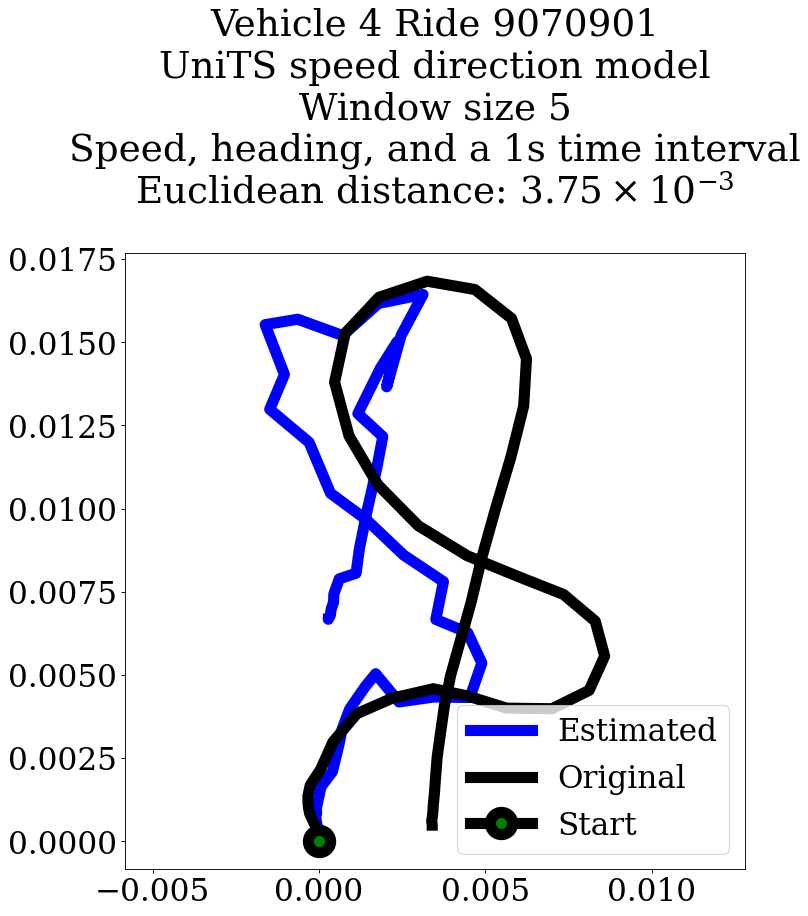 Vehicle 4 Ride 9070901
UniTS speed direction model
Window size 5
Speed, heading, and a 1s time interval
Euclidean distance: 3.75 × 10⁻³
0.0175
0.0150
0.0125
0.0100
0.0075
0.0050
0.0025
0.0000
Estimated
Original
Start
−0.005 0.000 0.005 0.010